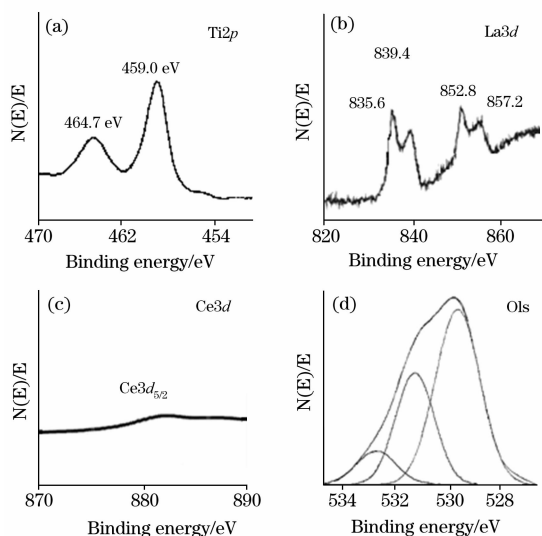 (a)
Ti2p
459.0 eV
464.7 eV
N(E)/E
470
462
454
Binding energy/eV
(b)
La3d
839.4
835.6
852.8
857.2
N(E)/E
820
840
860
Binding energy/eV
(c)
Ce3d
Ce3d5/2
N(E)/E
870
880
890
Binding energy/eV
(d)
Ols
N(E)/E
534
532
530
528
Binding energy/eV